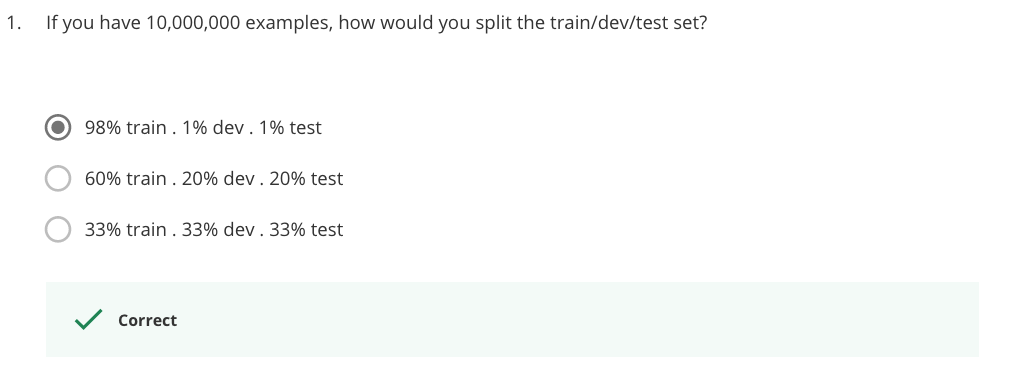 1. If you have 10,000,000 examples, how would you split the train/dev/test set?
98% train . 1% dev . 1% test
60% train . 20% dev . 20% test
33% train . 33% dev . 33% test
Correct